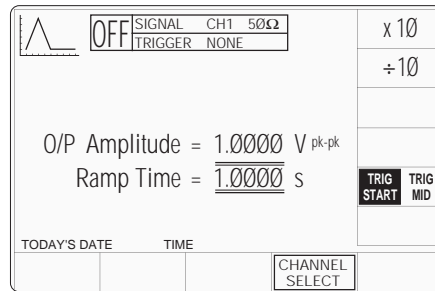 OFF SIGNAL CH1 50Ω
TRIGGER NONE
x 10
÷10
O/P Amplitude = 1.0000 V pk-pk
Ramp Time = 1.0000 s
TRIG START TRIG MID
TODAY'S DATE TIME
CHANNEL
SELECT